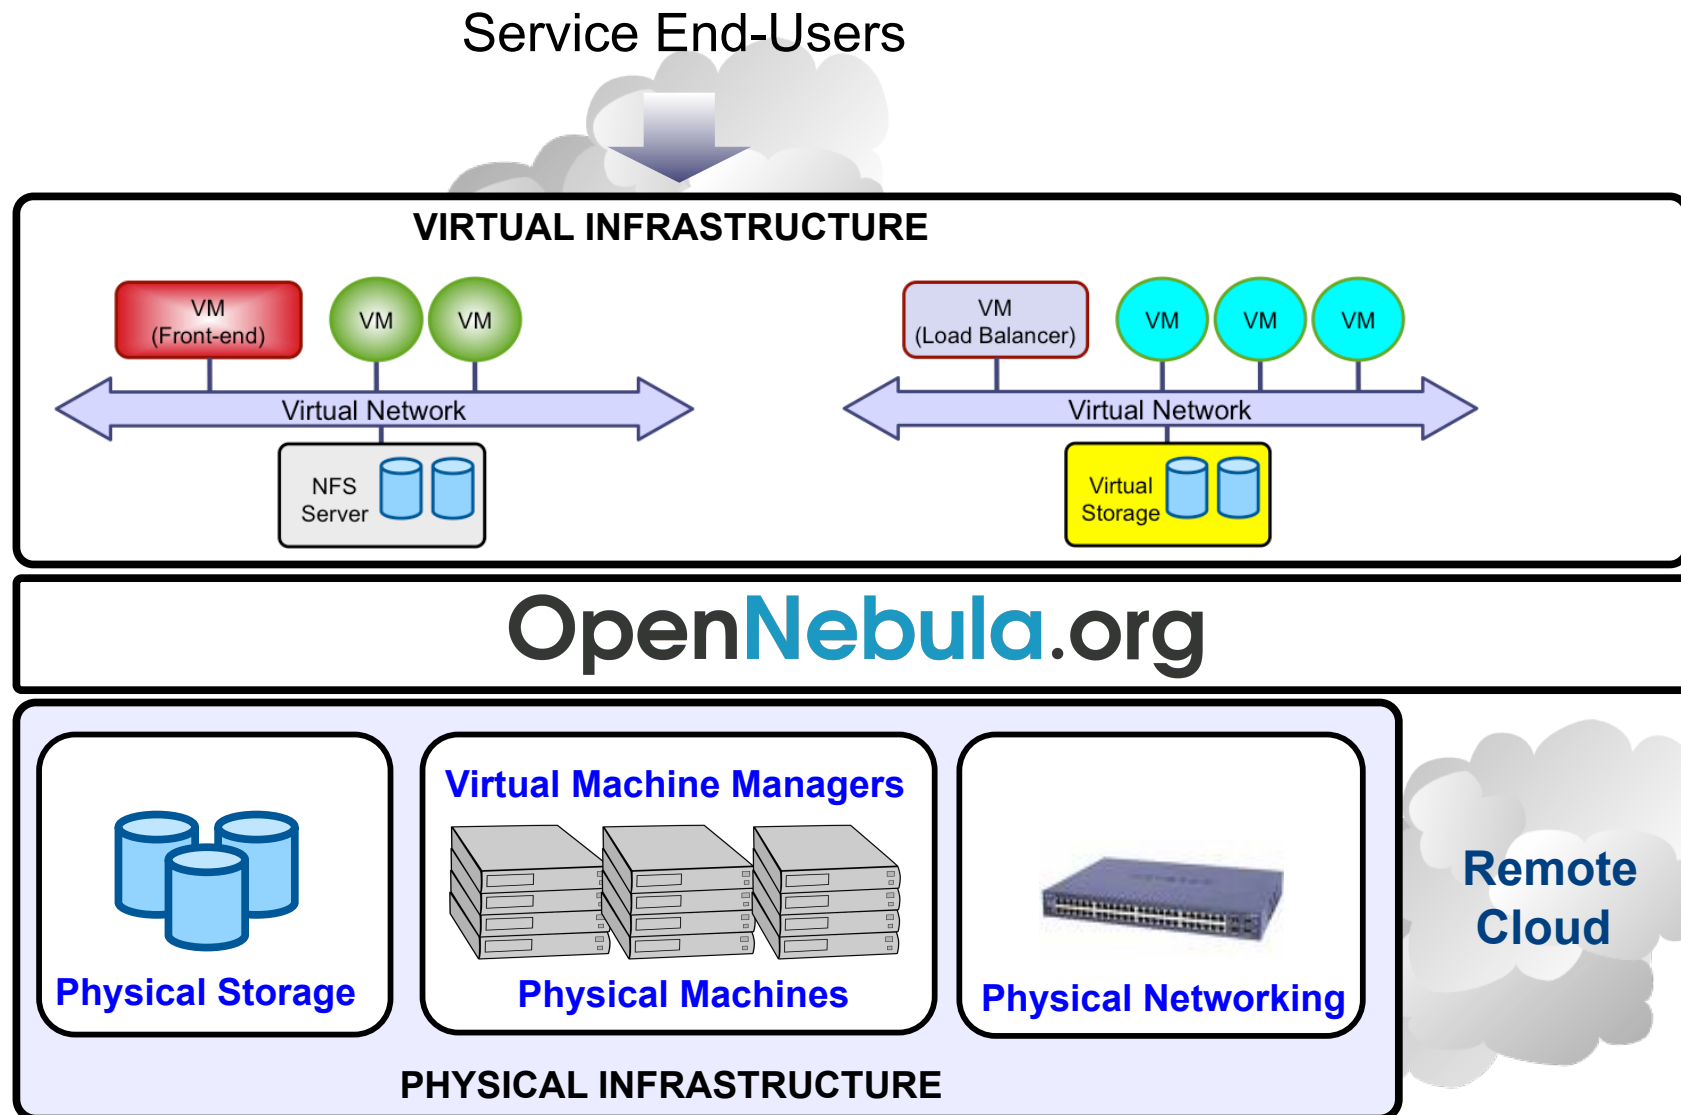 Service End-Users
VIRTUAL INFRASTRUCTURE
VM
(Front-end)
VM
VM
Virtual Network
NFS
Server
VM
(Load Balancer)
VM
VM
VM
Virtual Network
Virtual
Storage
OpenNebula.org
Physical Storage
Virtual Machine Managers
Physical Machines
Physical Networking
Remote
Cloud
PHYSICAL INFRASTRUCTURE